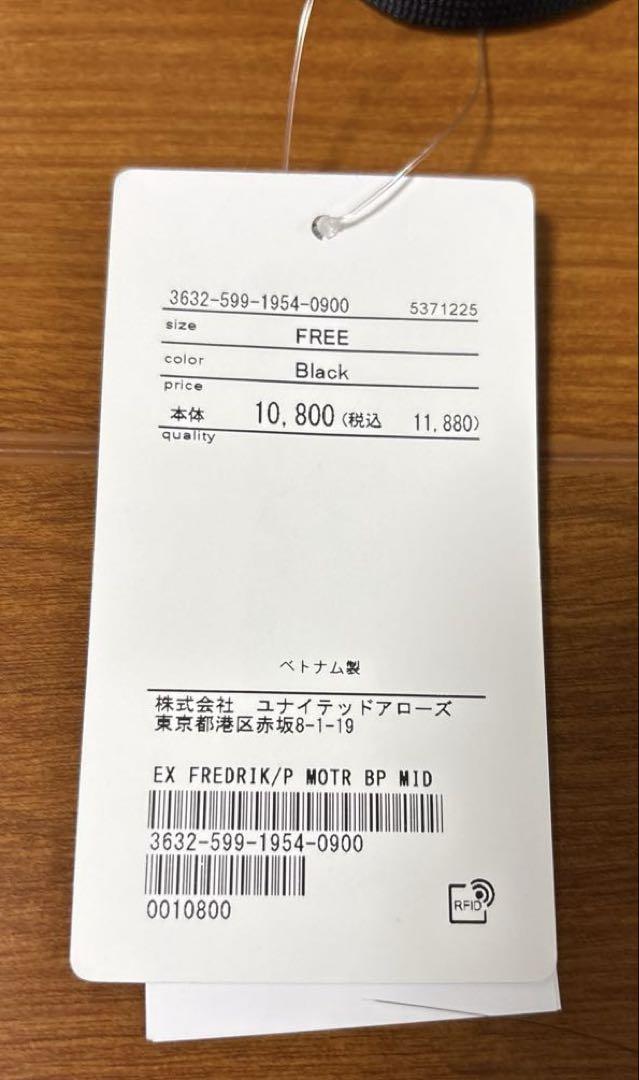 3632-599-1954-0900 5371225
size FREE
color Black
price
本体 10,800 (税込 11,880)
quality
ベトナム製
株式会社 ユナイテッドアローズ
東京都港区赤坂8-1-19
EX FREDRIK/P MOTR BP MID
3632-599-1954-0900
0010800
RFID